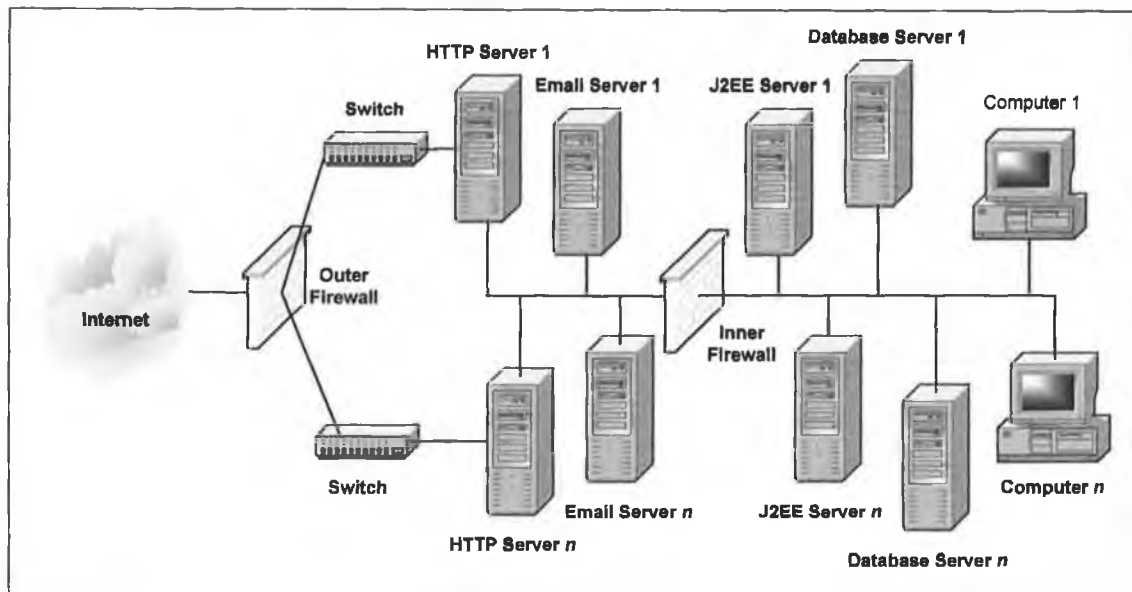 HTTP Server 1
Database Server 1
Email Server 1
J2EE Server 1
Computer 1
Switch
Outer
Firewall
Internet
Inner
Firewall
Switch
Email Server n
HTTP Server n
J2EE Server n
Computer n
Database Server n